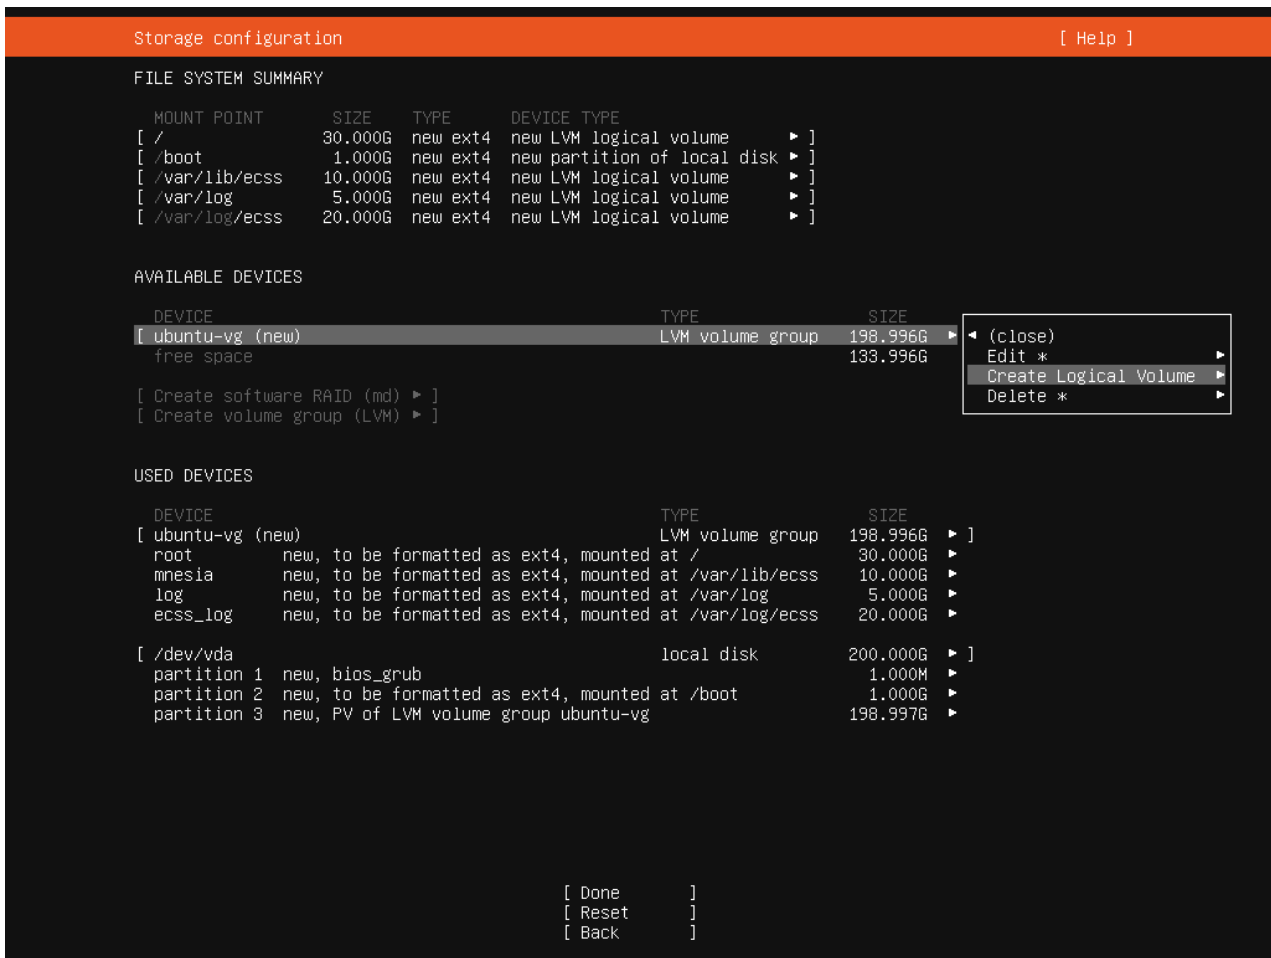 Storage configuration [ Help ]
FILE SYSTEM SUMMARY
MOUNT POINT SIZE TYPE DEVICE TYPE
[ / 30.000G new ext4 new LVM logical volume ▸ ]
[ /boot 1.000G new ext4 new partition of local disk ▸ ]
[ /var/lib/ecss 10.000G new ext4 new LVM logical volume ▸ ]
[ /var/log 5.000G new ext4 new LVM logical volume ▸ ]
[ /var/log/ecss 20.000G new ext4 new LVM logical volume ▸ ]
AVAILABLE DEVICES
DEVICE TYPE SIZE
[ ubuntu-vg (new) LVM volume group 198.996G ▸ ◂ (close)
free space 133.996G Edit * ▸
Create Logical Volume ▸
[ Create software RAID (md) ▸ ] Delete * ▸
[ Create volume group (LVM) ▸ ]
USED DEVICES
DEVICE TYPE SIZE
[ ubuntu-vg (new) LVM volume group 198.996G ▸ ]
root new, to be formatted as ext4, mounted at / 30.000G ▸
mnesia new, to be formatted as ext4, mounted at /var/lib/ecss 10.000G ▸
log new, to be formatted as ext4, mounted at /var/log 5.000G ▸
ecss_log new, to be formatted as ext4, mounted at /var/log/ecss 20.000G ▸
[ /dev/vda local disk 200.000G ▸ ]
partition 1 new, bios_grub 1.000M ▸
partition 2 new, to be formatted as ext4, mounted at /boot 1.000G ▸
partition 3 new, PV of LVM volume group ubuntu-vg 198.997G ▸
[ Done ]
[ Reset ]
[ Back ]